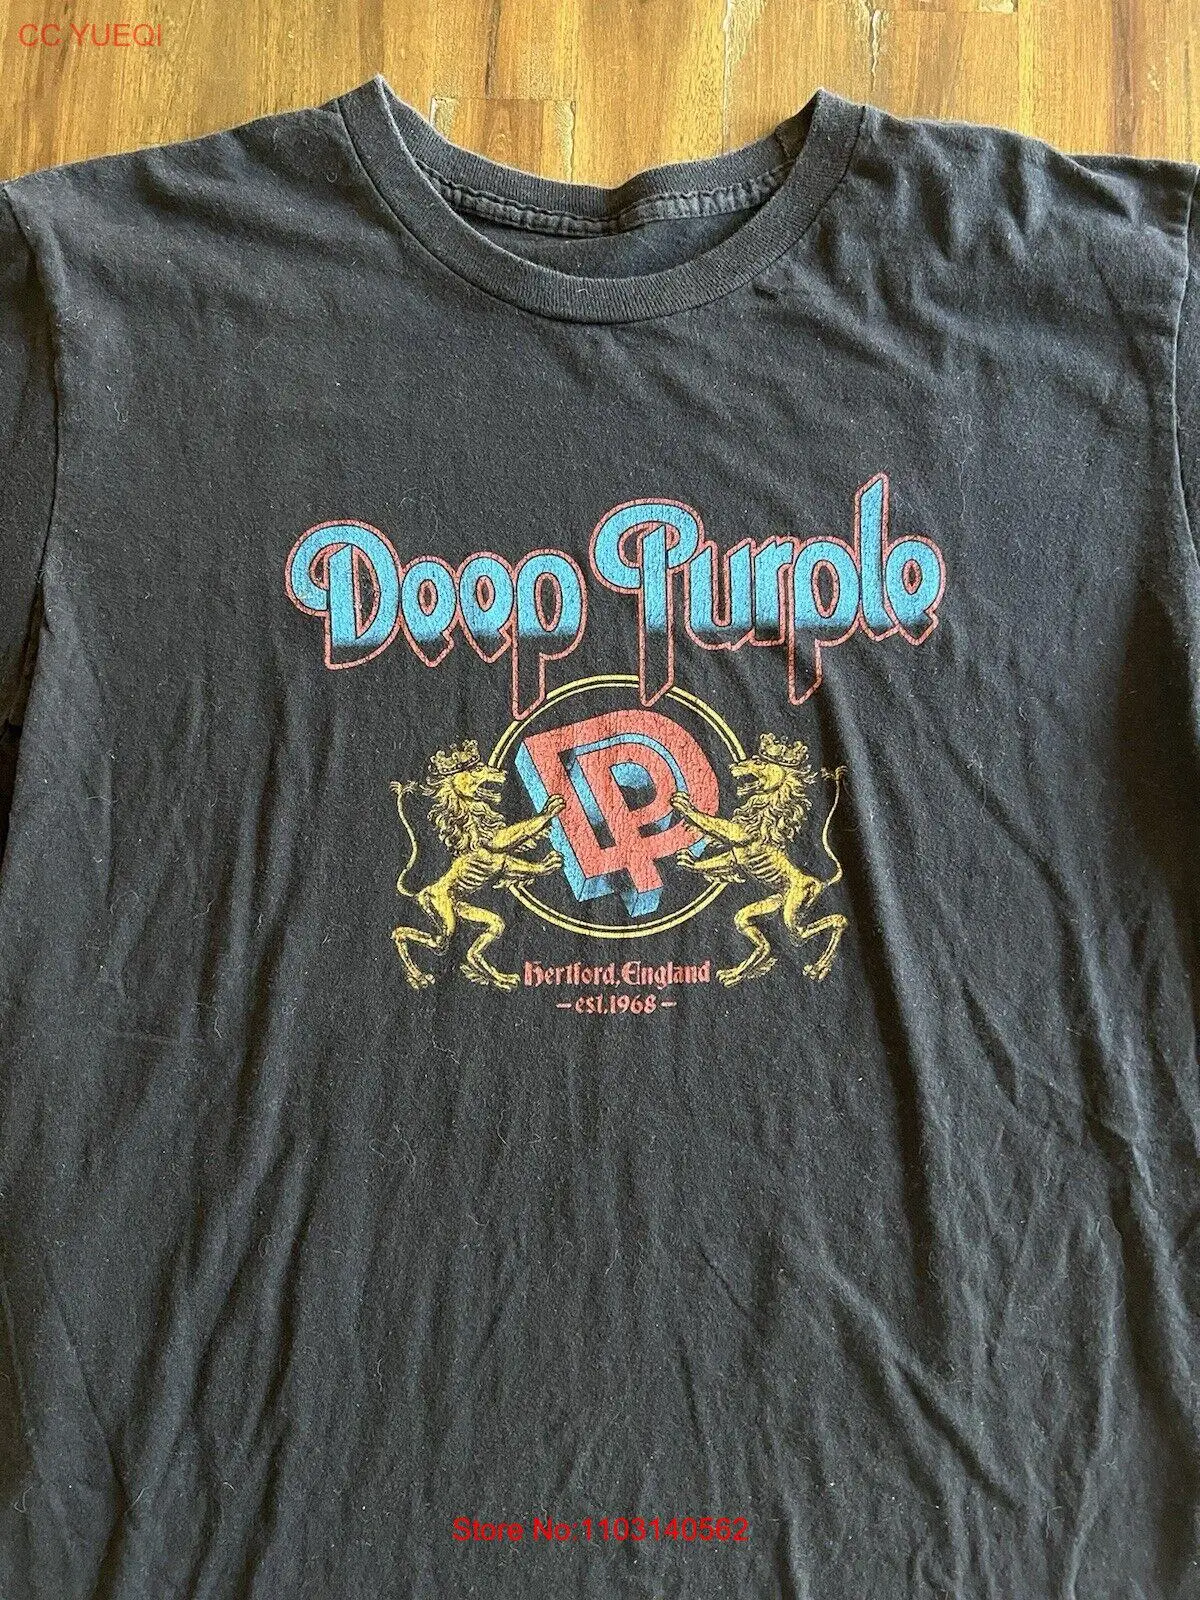 CC YUEQI
Deep Purple
DP
Hertford, England
–est.1968–
Store No:1103140562